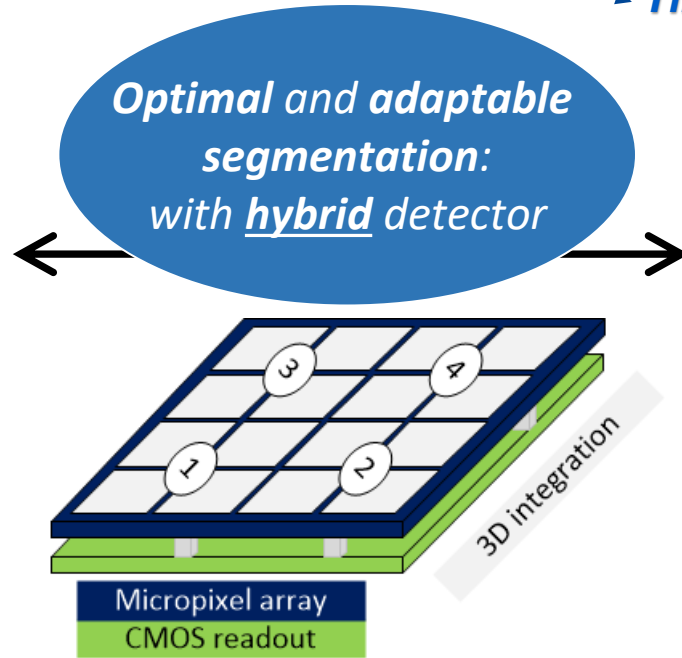 Optimal and adaptable
segmentation:
with hybrid detector
3
4
1
2
3D integration
Micropixel array
CMOS readout